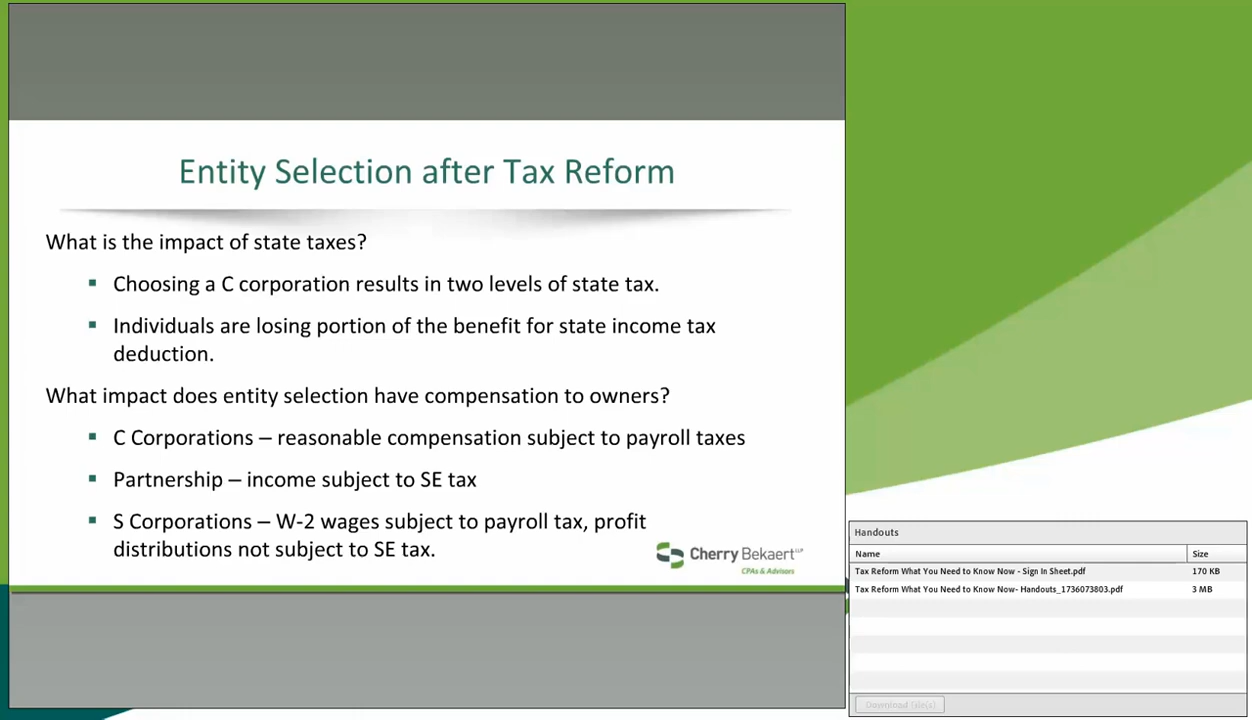 Entity Selection after Tax Reform
What is the impact of state taxes?
▪ Choosing a C corporation results in two levels of state tax.
▪ Individuals are losing portion of the benefit for state income tax
deduction.
What impact does entity selection have compensation to owners?
▪ C Corporations – reasonable compensation subject to payroll taxes
▪ Partnership – income subject to SE tax
▪ S Corporations – W-2 wages subject to payroll tax, profit
distributions not subject to SE tax.
Cherry Bekaert LLP
CPAs & Advisors
Handouts
Name Size
Tax Reform What You Need to Know Now - Sign In Sheet.pdf 170 KB
Tax Reform What You Need to Know Now- Handouts_1736073803.pdf 3 MB
Download File(s)